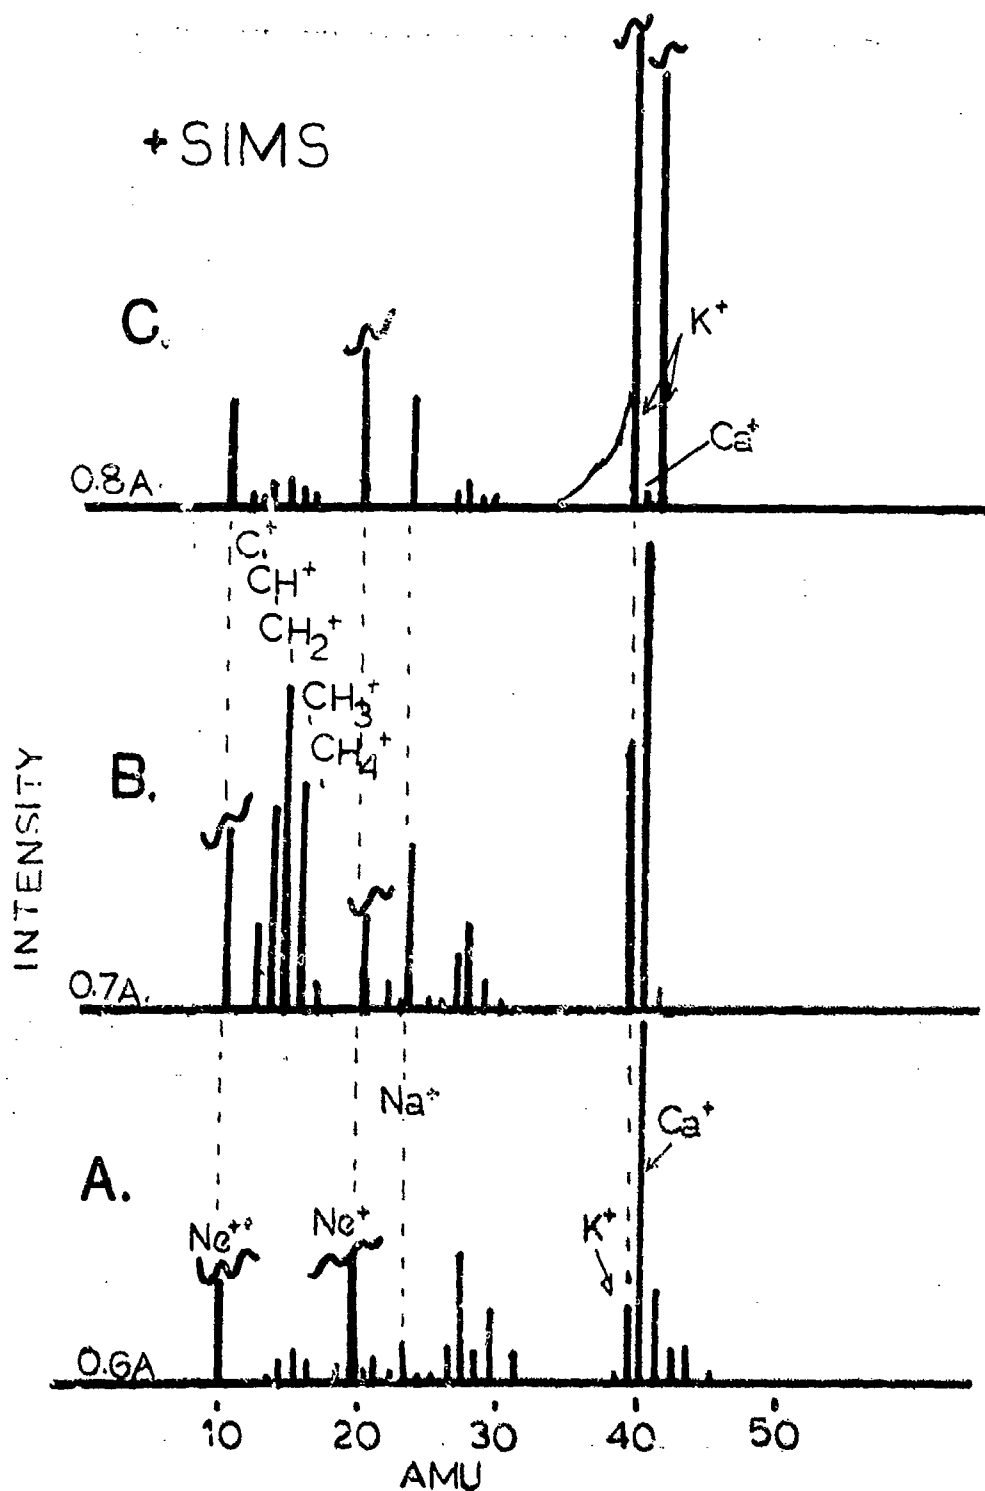 + SIMS
C.
K+
Ca+
0.8A.
C+
CH+
CH2+
CH3+
CH4+
B.
INTENSITY
0.7A.
Na+
Ca+
A.
K+
Ne++
Ne+
0.6A
10 20 30 40 50
AMU